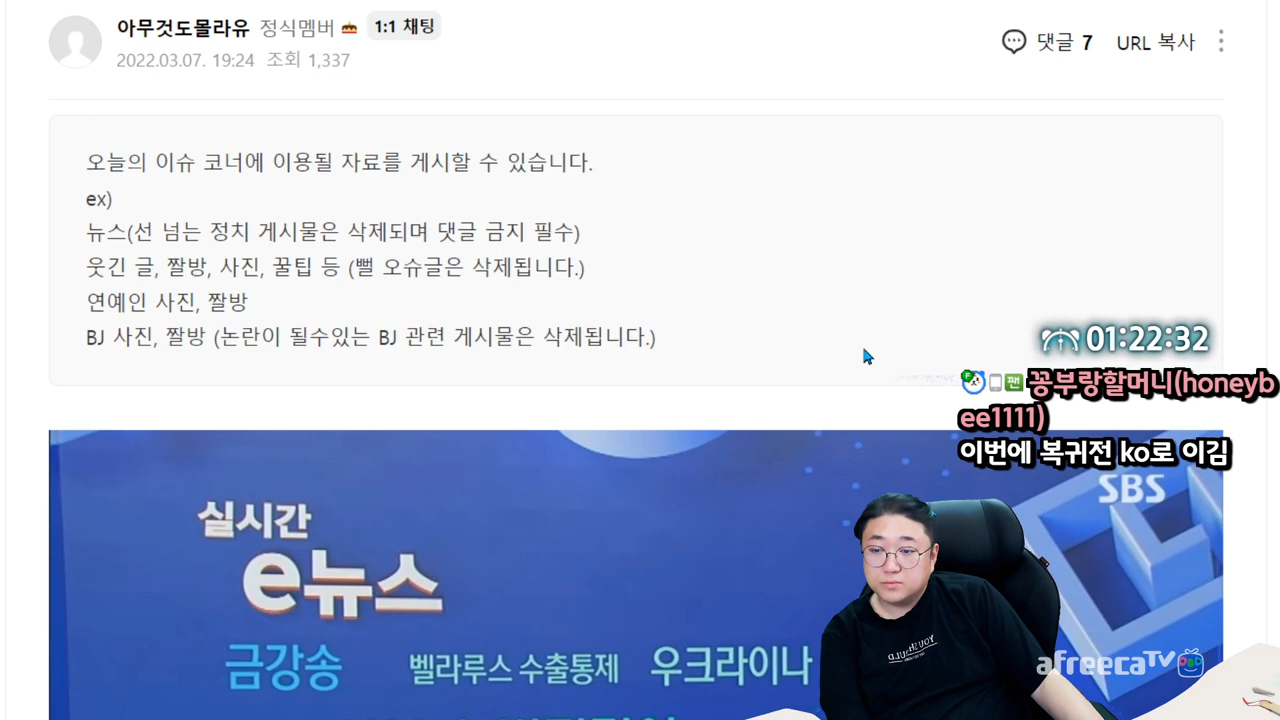 아무것도몰라유 정식멤버 1:1 채팅
2022.03.07. 19:24 조회 1,337
댓글 7 URL 복사
오늘의 이슈 코너에 이용될 자료를 게시할 수 있습니다.
ex)
뉴스(선 넘는 정치 게시물은 삭제되며 댓글 금지 필수)
웃긴 글, 짤방, 사진, 꿀팁 등 (뻘 오슈글은 삭제됩니다.)
연예인 사진, 짤방
BJ 사진, 짤방 (논란이 될수있는 BJ 관련 게시물은 삭제됩니다.)
01:22:32
F 팬 꽁부랑할머니(honeyb
ee1111)
이번에 복귀전 ko로 이김
SBS
실시간
e뉴스
금강송 벨라루스 수출통제 우크라이나
afreecaTV